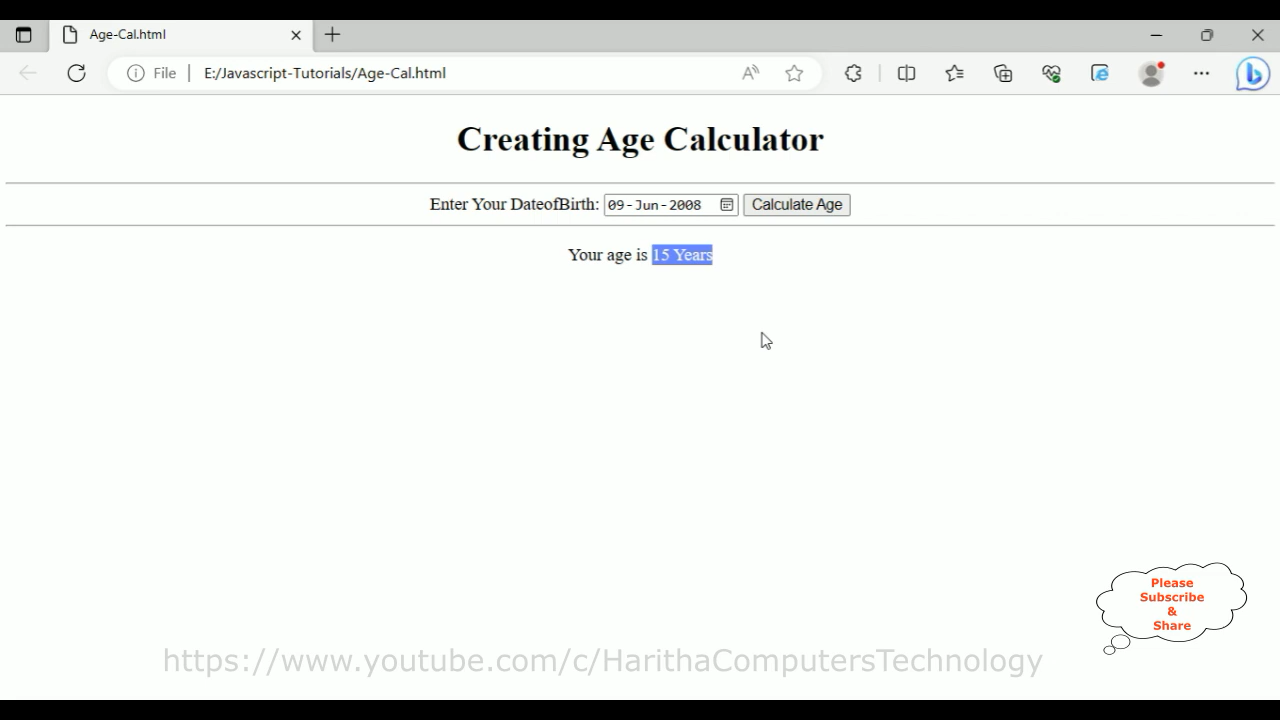 Age-Cal.html
File
E:/Javascript-Tutorials/Age-Cal.html
Creating Age Calculator
Enter Your DateofBirth: 09-Jun-2008 Calculate Age
Your age is 15 Years
Please
Subscribe
&
Share
https://www.youtube.com/c/HarithaComputersTechnology